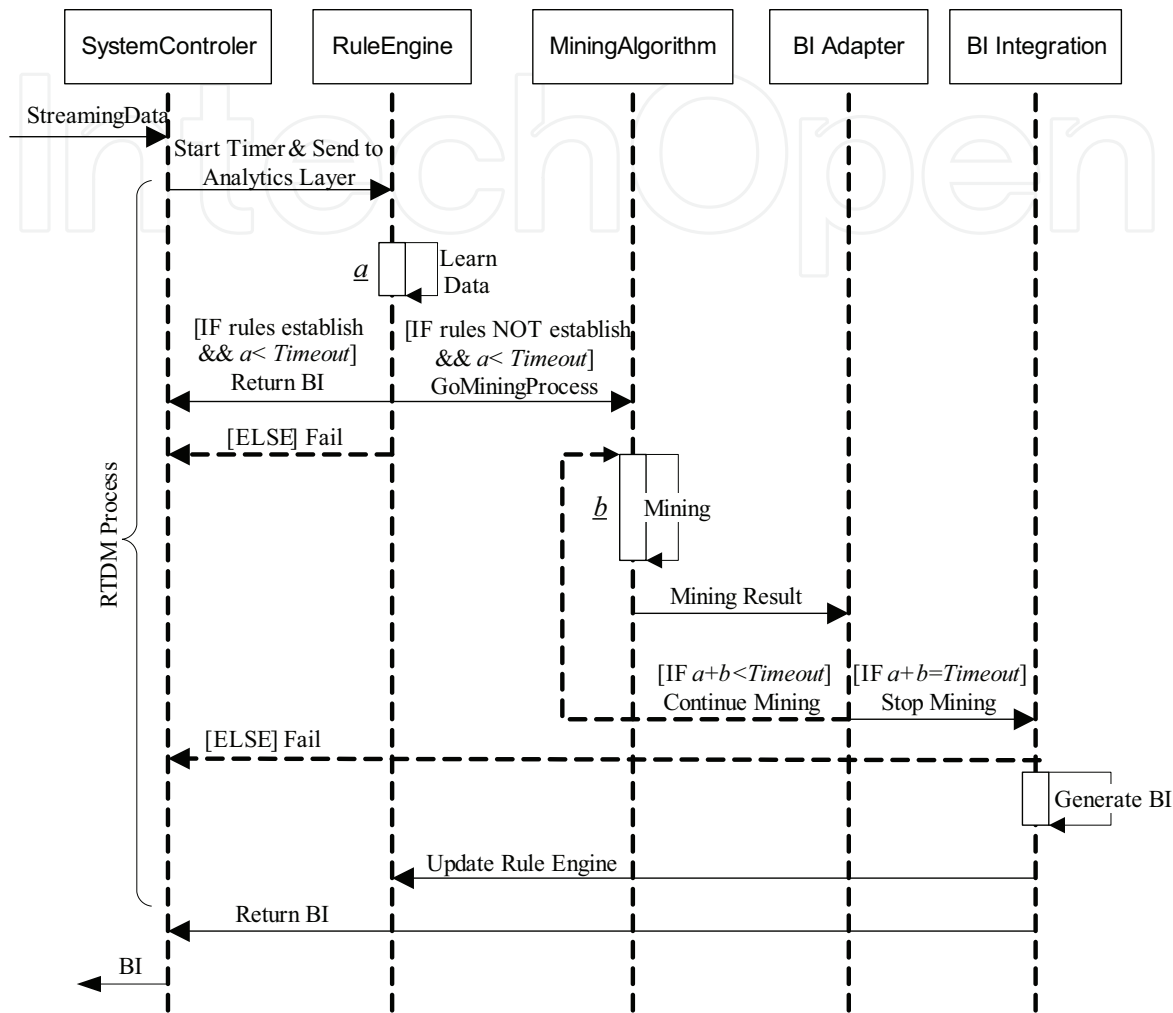 SystemControler
RuleEngine
MiningAlgorithm
BI Adapter
BI Integration
IntechOpen
StreamingData
Start Timer & Send to
Analytics Layer
a
Learn
Data
[IF rules establish
&& a< Timeout]
Return BI
[IF rules NOT establish
&& a< Timeout]
GoMiningProcess
[ELSE] Fail
b
Mining
RTDM Process
Mining Result
[IF a+b<Timeout]
Continue Mining
[IF a+b=Timeout]
Stop Mining
[ELSE] Fail
Generate BI
Update Rule Engine
Return BI
BI